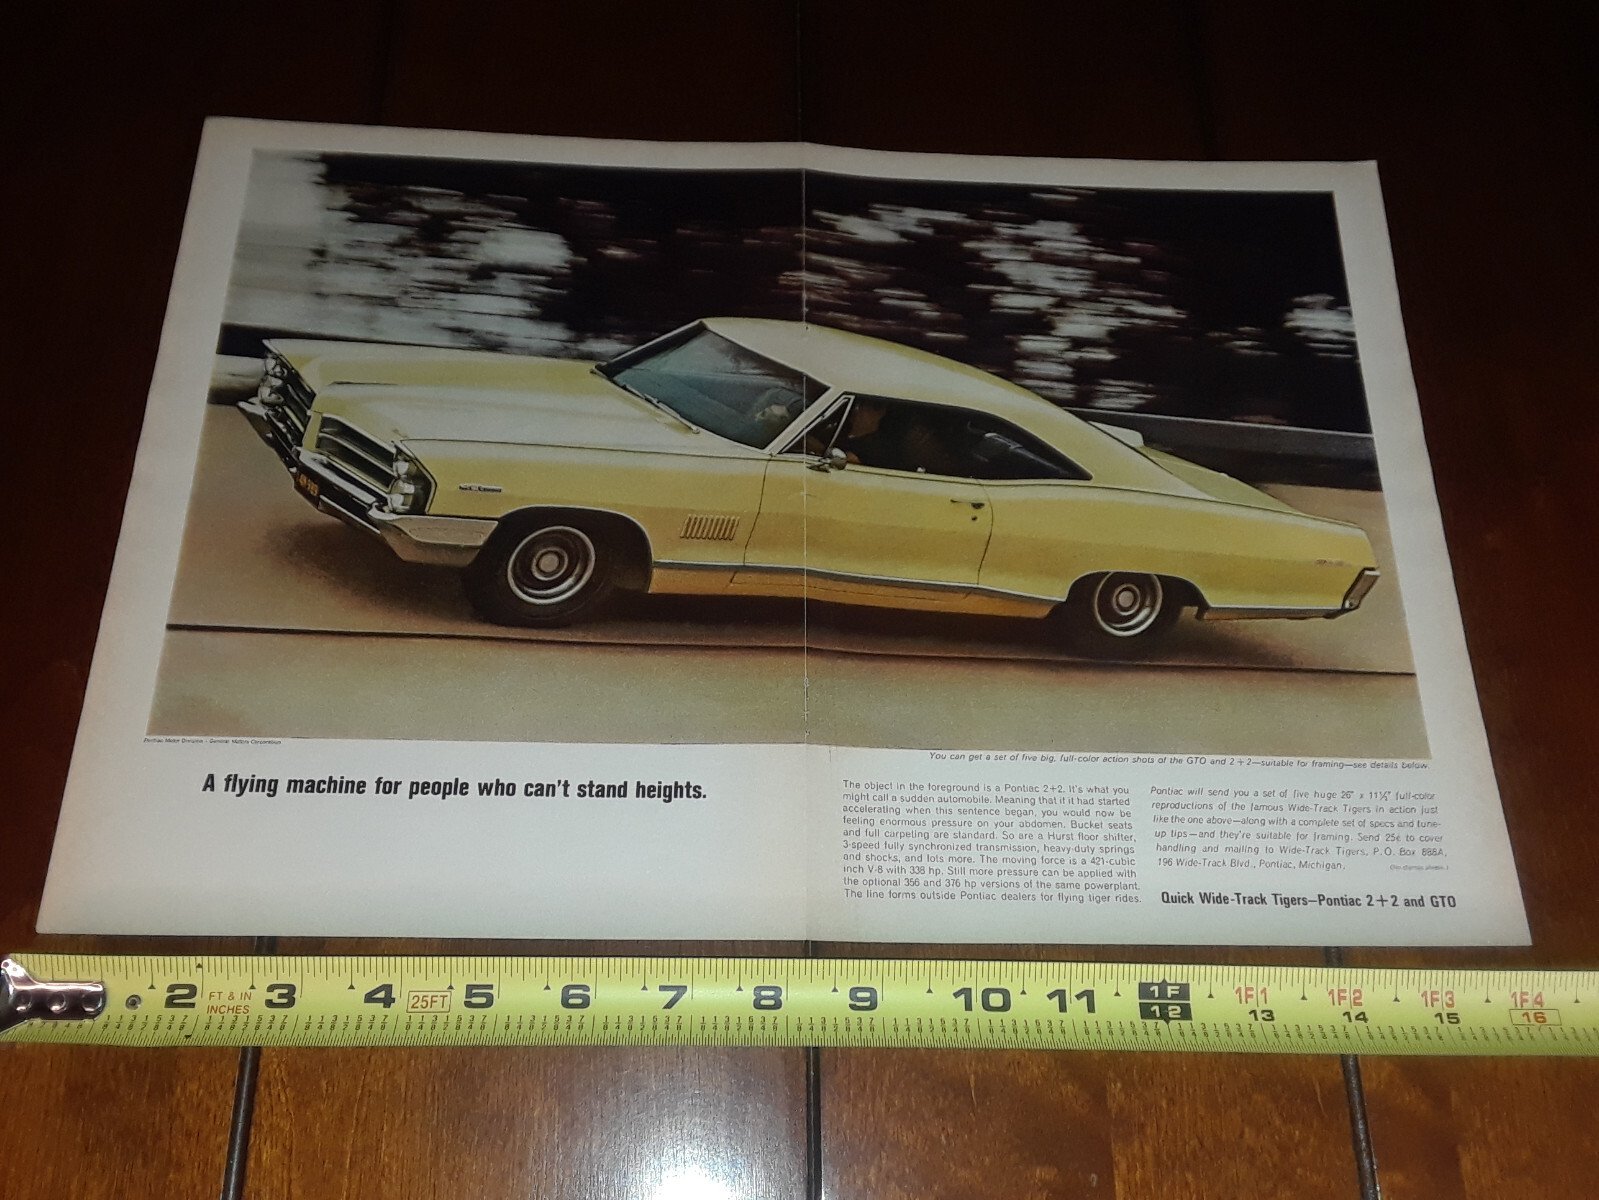 Pontiac Motor Division • General Motors Corporation
You can get a set of five big, full-color action shots of the GTO and 2+2—suitable for framing—see details below.
A flying machine for people who can't stand heights.
The object in the foreground is a Pontiac 2+2. It's what you
might call a sudden automobile. Meaning that if it had started
accelerating when this sentence began, you would now be
feeling enormous pressure on your abdomen. Bucket seats
and full carpeting are standard. So are a Hurst floor shifter,
3-speed fully synchronized transmission, heavy-duty springs
and shocks, and lots more. The moving force is a 421-cubic
inch V-8 with 338 hp. Still more pressure can be applied with
the optional 356 and 376 hp versions of the same powerplant.
The line forms outside Pontiac dealers for flying tiger rides.
Pontiac will send you a set of five huge 26" x 11½" full-color
reproductions of the famous Wide-Track Tigers in action just
like the one above—along with a complete set of specs and tune-
up tips—and they're suitable for framing. Send 25¢ to cover
handling and mailing to Wide-Track Tigers, P.O. Box 888A,
196 Wide-Track Blvd., Pontiac, Michigan.
Quick Wide-Track Tigers—Pontiac 2+2 and GTO
2 FT & IN 3 4 25FT 5 6 7 8 9 10 11 1F 1F1 1F2 1F3 1F4
INCHES 12 13 14 15 16